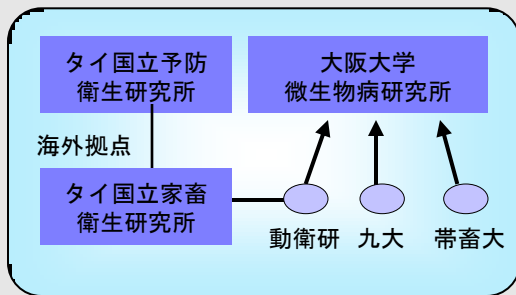 タイ国立予防
衛生研究所
大阪大学
微生物病研究所
海外拠点
タイ国立家畜
衛生研究所
動衛研
九大
帯畜大